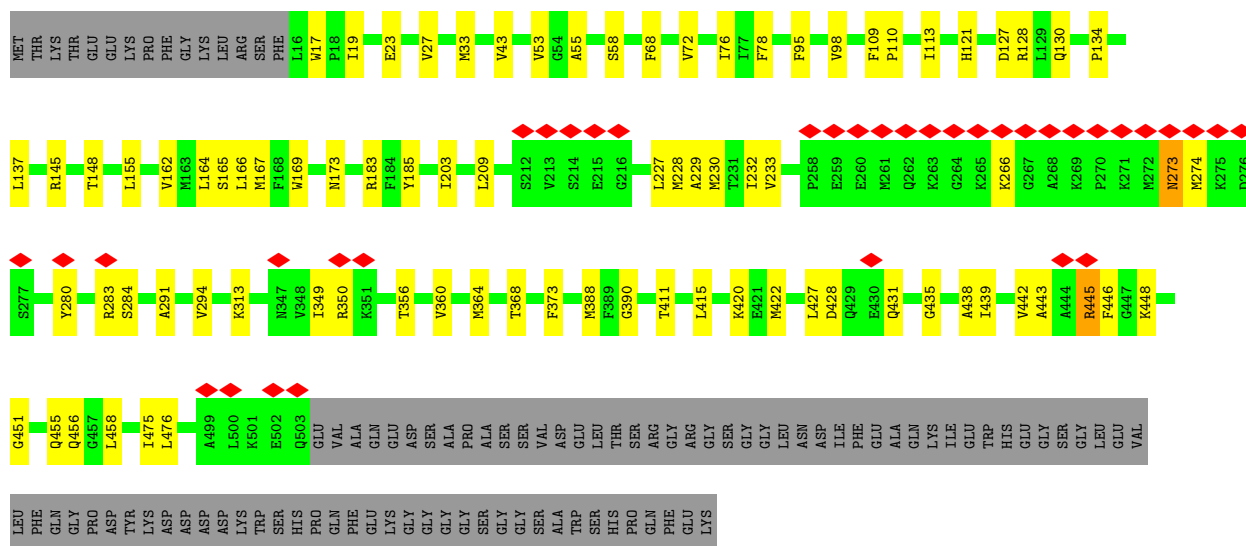 MET THR LYS THR GLU GLU LYS PRO PHE GLY LYS LEU ARG SER PHE L16 W17 P18 I19 E23 V27 M33 V43 V53 G54 A55 S58 F68 V72 I76 I77 F78 F95 V98 F109 P110 I113 H121 D127 R128 L129 Q130 P134
L137 R145 T148 L155 V162 M163 L164 S165 L166 M167 F168 W169 N173 R183 F184 Y185 I203 L209 S212 V213 S214 E215 G216 L227 M228 A229 M230 T231 I232 V233 P258 E259 E260 M261 Q262 K263 G264 K265 K266 G267 A268 K269 P270 K271 M272 N273 M274 K275 D276
S277 Y280 R283 S284 A291 V294 K313 N347 V348 I349 R350 K351 T356 V360 M364 T368 F373 M388 F389 G390 T411 L415 K420 E421 M422 L427 D428 Q429 E430 Q431 G435 A438 I439 V442 A443 A444 R445 F446 G447 K448
G451 Q455 Q456 G457 L458 I475 L476 A499 L500 K501 E502 Q503 GLU VAL ALA GLN GLU ASP SER ALA PRO ALA SER SER VAL ASP GLU LEU THR SER ARG GLY ARG GLY SER GLY GLY LEU ASN ASP ILE PHE GLU ALA GLN LYS ILE GLU TRP HIS GLU GLY SER GLY LEU GLU VAL
LEU PHE GLN GLY PRO ASP TYR LYS ASP ASP ASP ASP LYS TRP SER HIS PRO GLN PHE GLU LYS GLY GLY GLY GLY SER GLY GLY SER ALA TRP SER HIS PRO GLN PHE GLU LYS